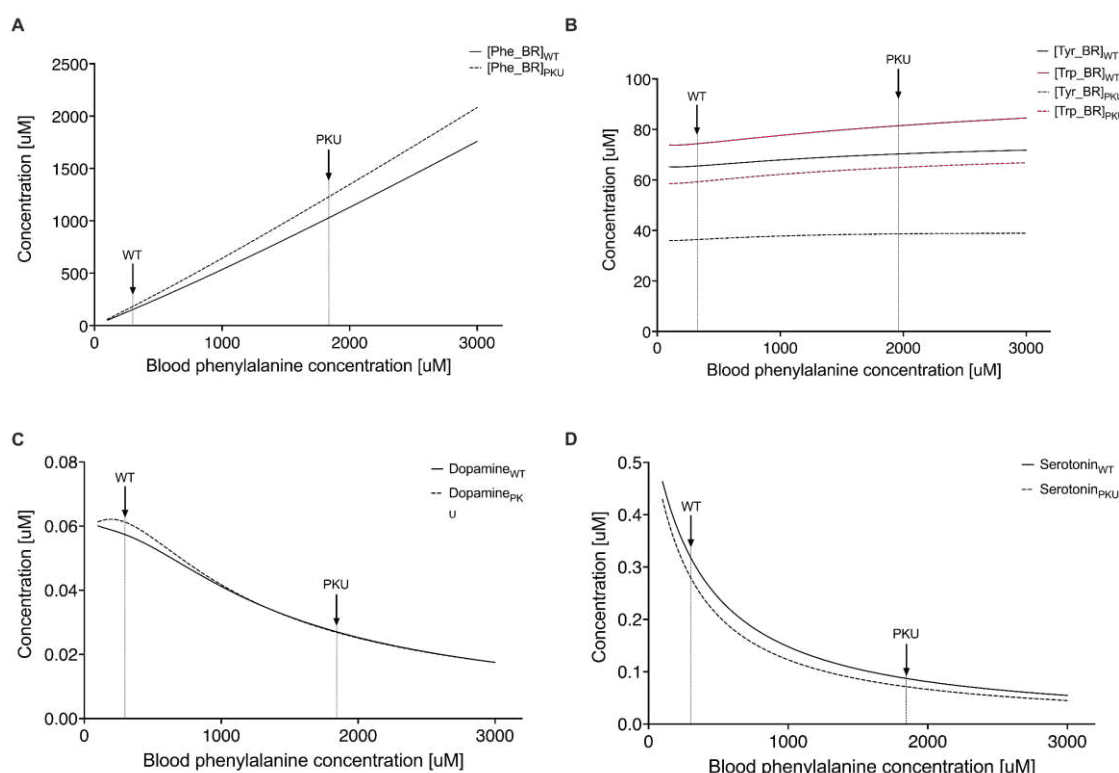 A
[Phe_BR]WT
[Phe_BR]PKU
2500
2000
1500
1000
500
0
Concentration [uM]
WT
PKU
0 1000 2000 3000
Blood phenylalanine concentration [uM]
B
[Tyr_BR]WT
[Trp_BR]WT
[Tyr_BR]PKU
[Trp_BR]PKU
100
80
60
40
20
0
Concentration [uM]
WT
PKU
0 1000 2000 3000
Blood phenylalanine concentration [uM]
C
DopamineWT
DopaminePK
U
0.08
0.06
0.04
0.02
0.00
Concentration [uM]
WT
PKU
0 1000 2000 3000
Blood phenylalanine concentration [uM]
D
SerotoninWT
SerotoninPKU
0.5
0.4
0.3
0.2
0.1
0.0
Concentration [uM]
WT
PKU
0 1000 2000 3000
Blood phenylalanine concentration [uM]